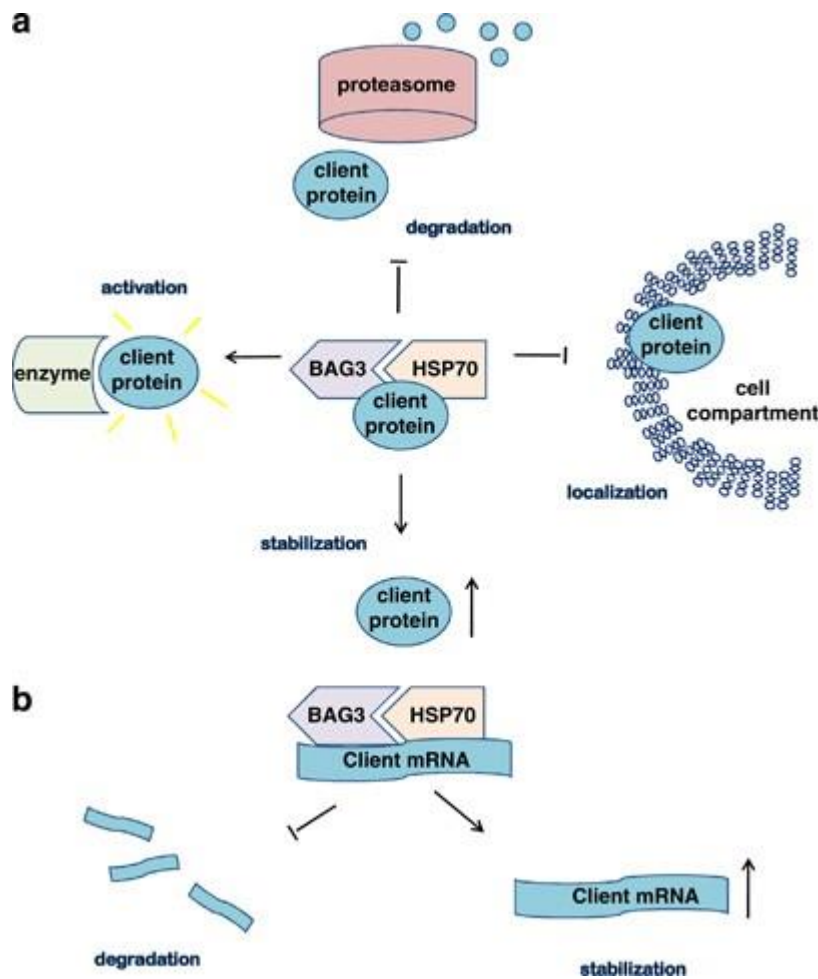 a
proteasome
client
protein
degradation
activation
enzyme
client
protein
BAG3
HSP70
client
protein
client
protein
cell
compartment
localization
stabilization
client
protein
b
BAG3
HSP70
Client mRNA
Client mRNA
degradation
stabilization